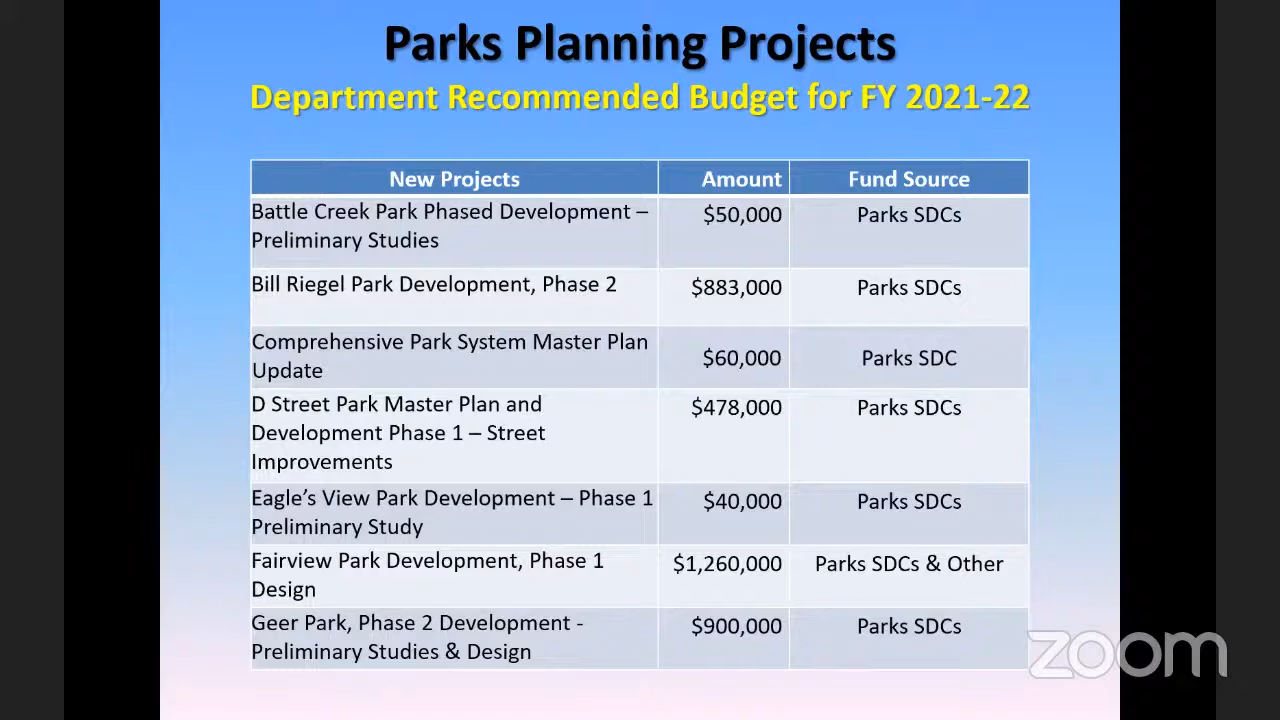 Parks Planning Projects
Department Recommended Budget for FY 2021-22
New Projects Amount Fund Source
Battle Creek Park Phased Development –
Preliminary Studies
$50,000 Parks SDCs
Bill Riegel Park Development, Phase 2 $883,000 Parks SDCs
Comprehensive Park System Master Plan
Update
$60,000 Parks SDC
D Street Park Master Plan and
Development Phase 1 – Street
Improvements
$478,000 Parks SDCs
Eagle’s View Park Development – Phase 1
Preliminary Study
$40,000 Parks SDCs
Fairview Park Development, Phase 1
Design
$1,260,000 Parks SDCs & Other
Geer Park, Phase 2 Development -
Preliminary Studies & Design
$900,000 Parks SDCs
zoom